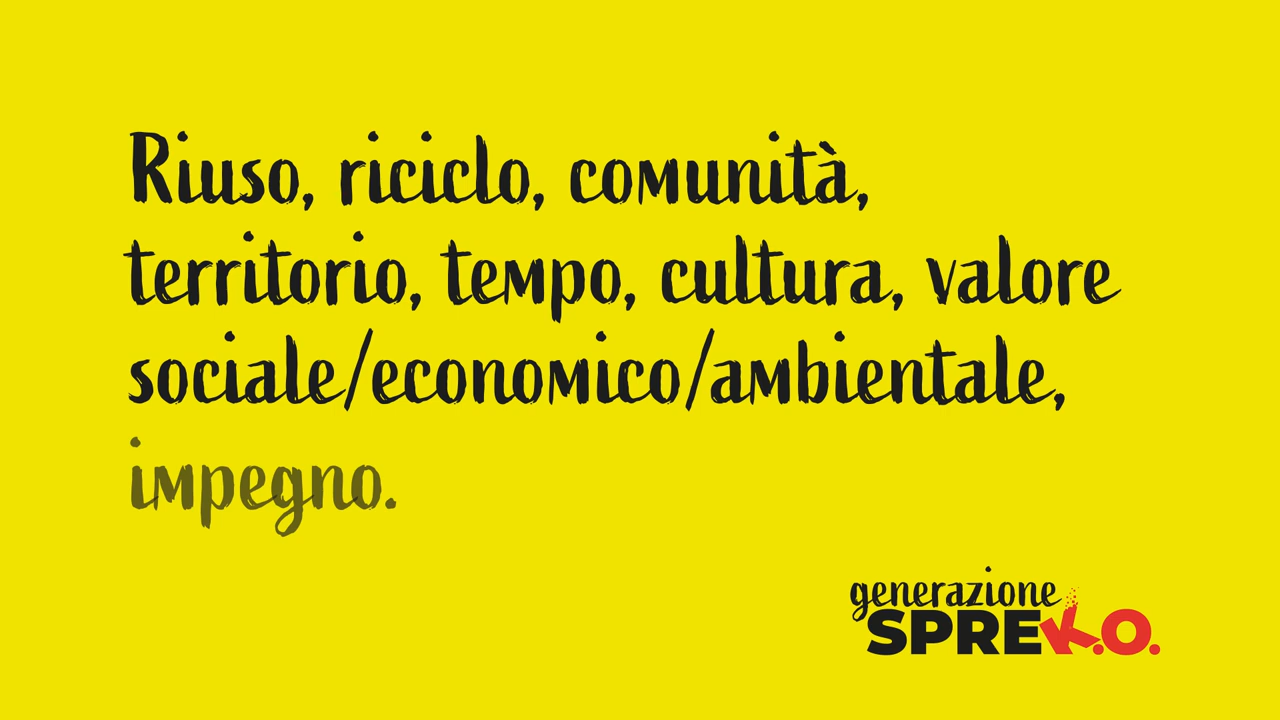 Riuso, riciclo, comunità,
territorio, tempo, cultura, valore
sociale/economico/ambientale,
impegno.
generazione
SPREK.O.